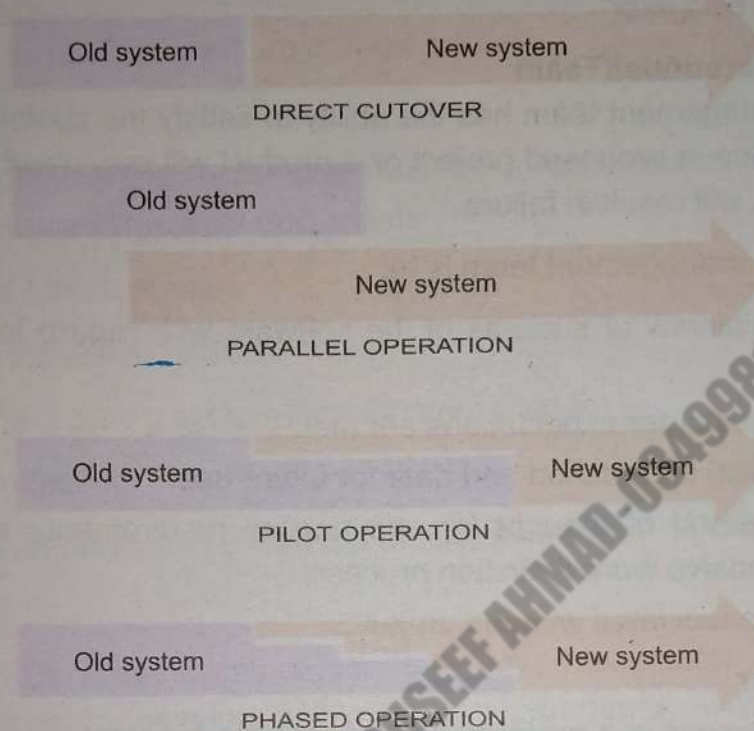 Old system New system
DIRECT CUTOVER
Old system
New system
PARALLEL OPERATION
Old system New system
PILOT OPERATION
Old system New system
PHASED OPERATION